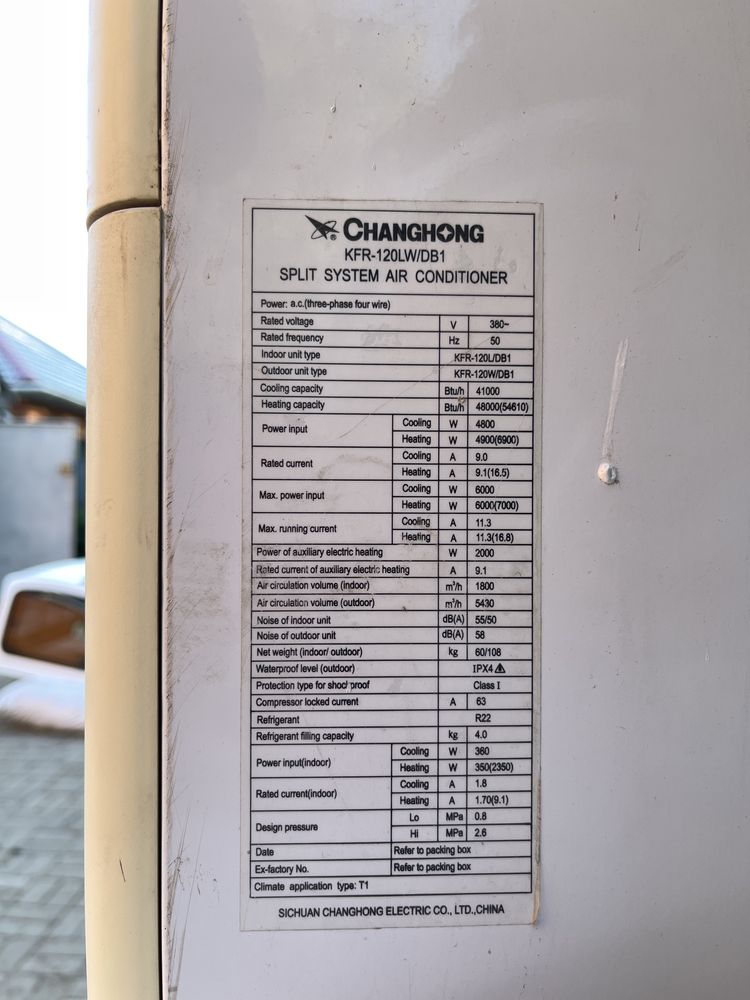 CHANGHONG
KFR-120LW/DB1
SPLIT SYSTEM AIR CONDITIONER
Power: a.c.(three-phase four wire)
Rated voltage V 380~
Rated frequency Hz 50
Indoor unit type KFR-120L/DB1
Outdoor unit type KFR-120W/DB1
Cooling capacity Btu/h 41000
Heating capacity Btu/h 48000(54610)
Power input Cooling W 4800
Heating W 4900(6900)
Rated current Cooling A 9.0
Heating A 9.1(16.5)
Max. power input Cooling W 6000
Heating W 6000(7000)
Max. running current Cooling A 11.3
Heating A 11.3(16.8)
Power of auxiliary electric heating W 2000
Rated current of auxiliary electric heating A 9.1
Air circulation volume (indoor) m³/h 1800
Air circulation volume (outdoor) m³/h 5430
Noise of indoor unit dB(A) 55/50
Noise of outdoor unit dB(A) 58
Net weight (indoor/ outdoor) kg 60/108
Waterproof level (outdoor) IPX4
Protection type for shock proof Class I
Compressor locked current A 63
Refrigerant R22
Refrigerant filling capacity kg 4.0
Power input(indoor) Cooling W 360
Heating W 350(2350)
Rated current(indoor) Cooling A 1.8
Heating A 1.70(9.1)
Design pressure Lo MPa 0.8
Hi MPa 2.6
Date Refer to packing box
Ex-factory No. Refer to packing box
Climate application type: T1
SICHUAN CHANGHONG ELECTRIC CO., LTD.,CHINA